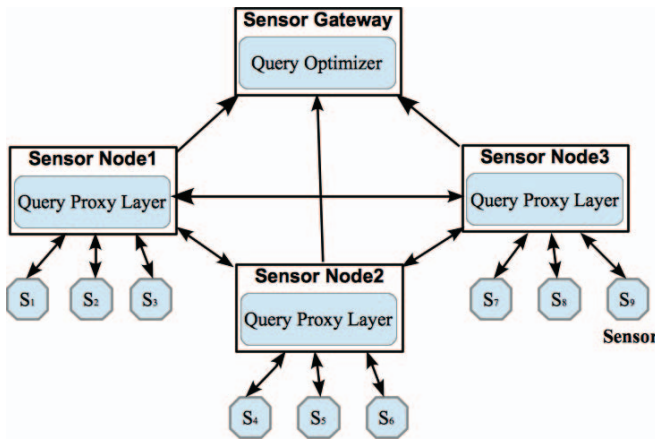 Sensor Gateway
Query Optimizer
Sensor Node1
Query Proxy Layer
Sensor Node3
Query Proxy Layer
Sensor Node2
Query Proxy Layer
S1
S2
S3
S7
S8
S9
Sensor
S4
S5
S6